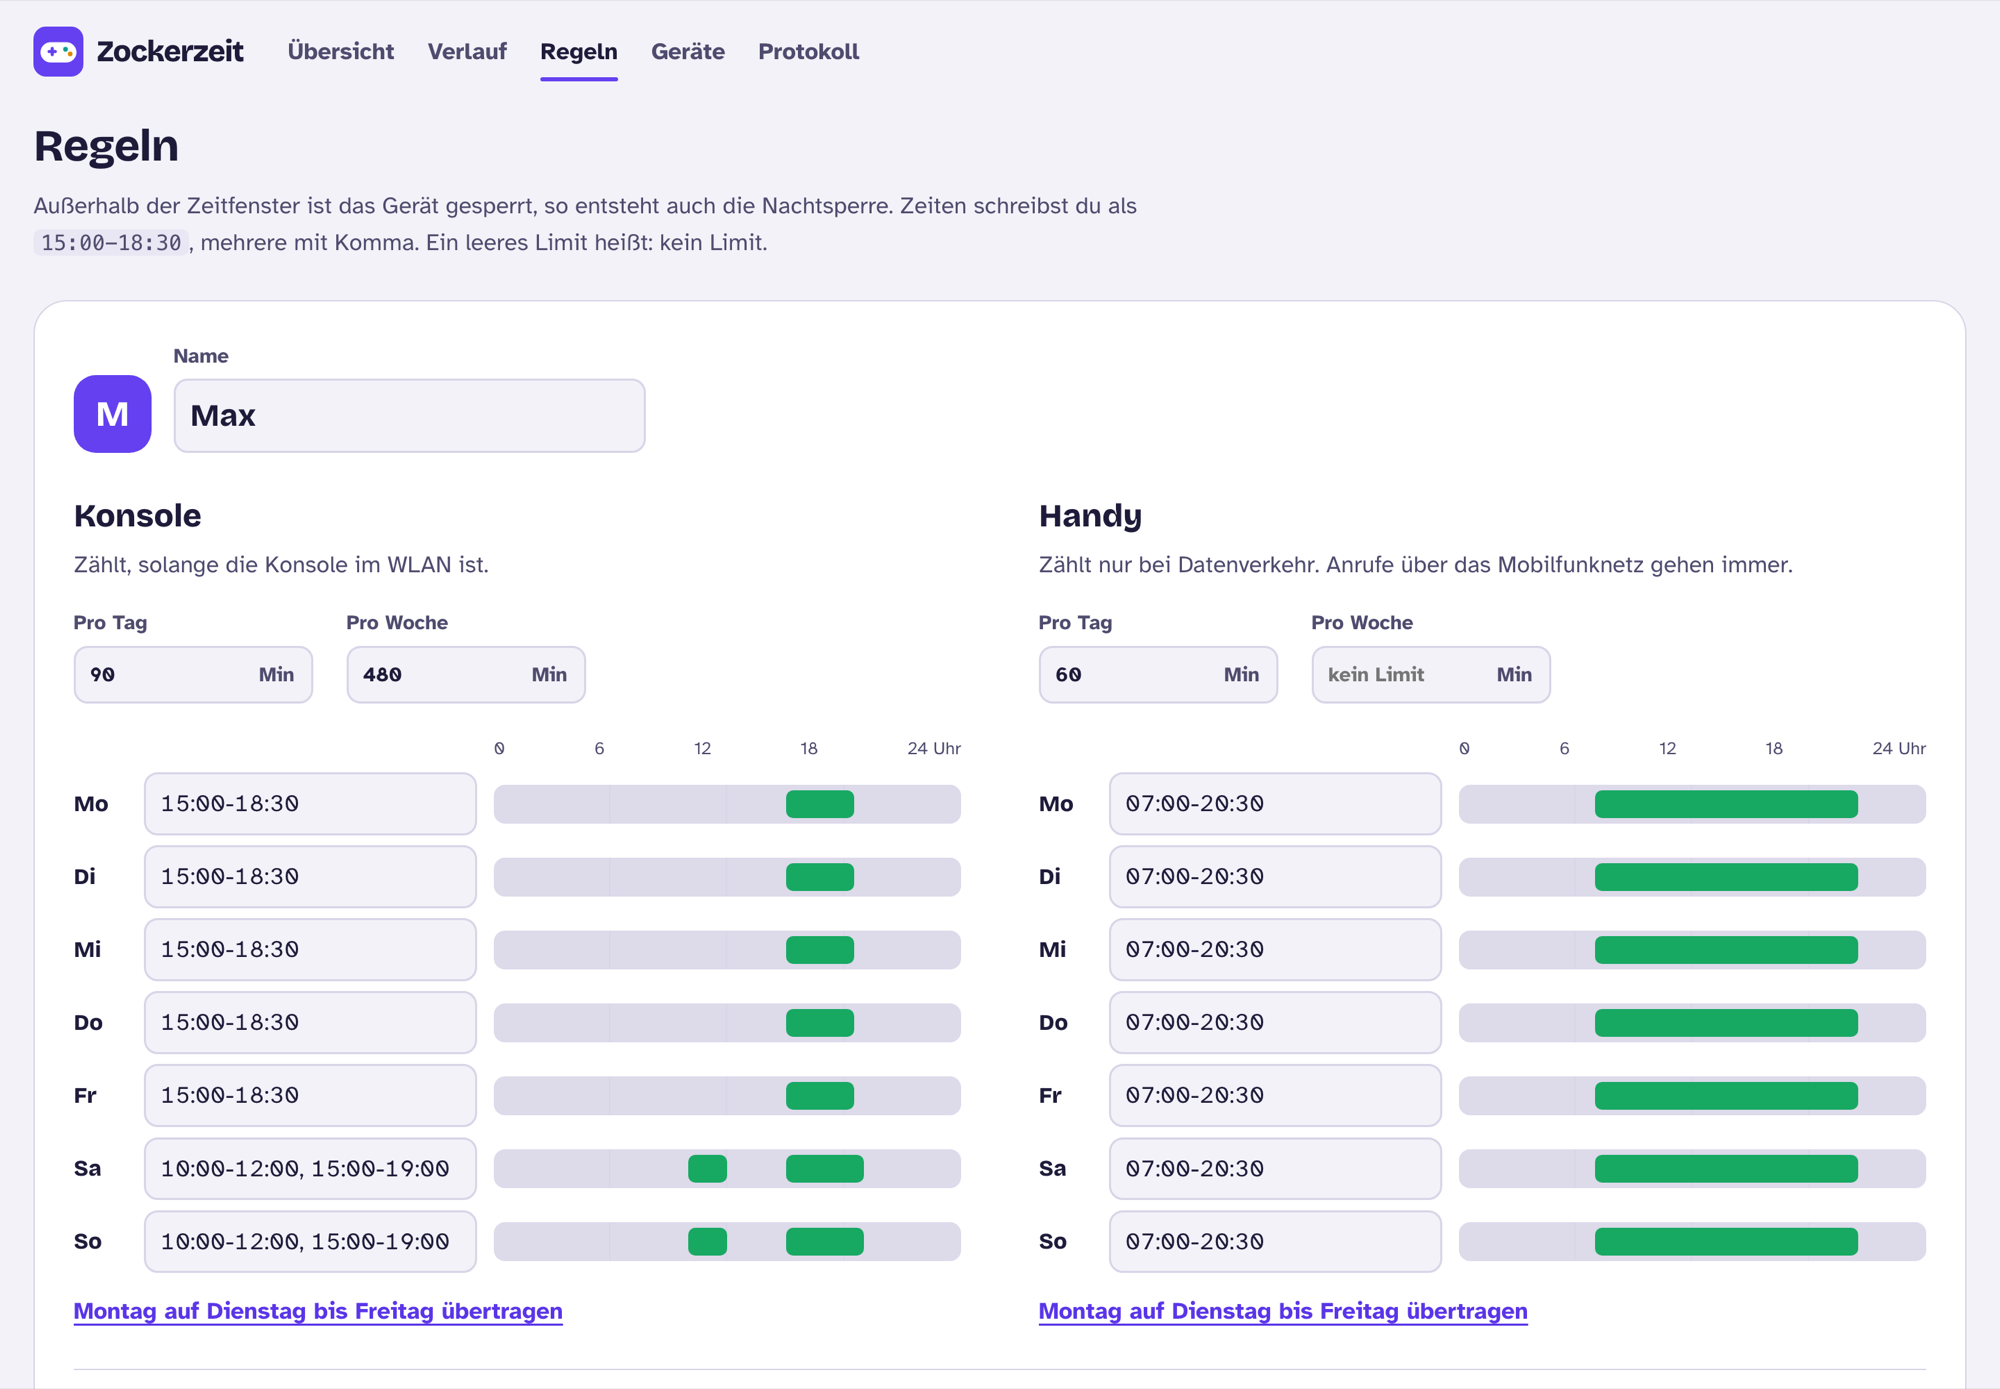 Zockerzeit Übersicht Verlauf Regeln Geräte Protokoll
Regeln
Außerhalb der Zeitfenster ist das Gerät gesperrt, so entsteht auch die Nachtsperre. Zeiten schreibst du als
15:00–18:30, mehrere mit Komma. Ein leeres Limit heißt: kein Limit.
Name
M Max
Konsole
Zählt, solange die Konsole im WLAN ist.
Pro Tag Pro Woche
90 Min 480 Min
0 6 12 18 24 Uhr
Mo 15:00-18:30
Di 15:00-18:30
Mi 15:00-18:30
Do 15:00-18:30
Fr 15:00-18:30
Sa 10:00-12:00, 15:00-19:00
So 10:00-12:00, 15:00-19:00
Montag auf Dienstag bis Freitag übertragen
Handy
Zählt nur bei Datenverkehr. Anrufe über das Mobilfunknetz gehen immer.
Pro Tag Pro Woche
60 Min kein Limit Min
0 6 12 18 24 Uhr
Mo 07:00-20:30
Di 07:00-20:30
Mi 07:00-20:30
Do 07:00-20:30
Fr 07:00-20:30
Sa 07:00-20:30
So 07:00-20:30
Montag auf Dienstag bis Freitag übertragen